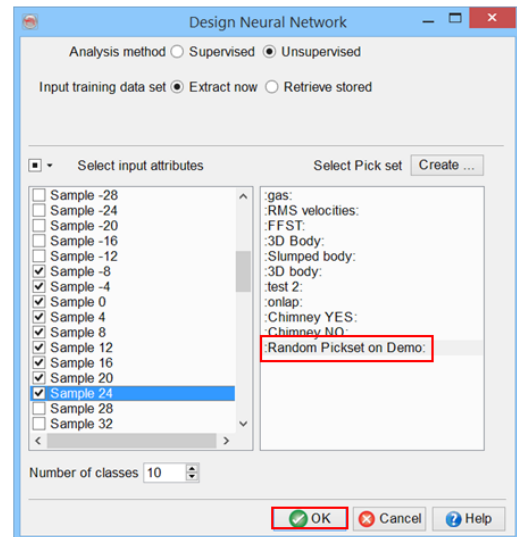 Design Neural Network
Analysis method Supervised Unsupervised
Input training data set Extract now Retrieve stored
Select input attributes Select Pick set Create ...
Sample -28
Sample -24
Sample -20
Sample -16
Sample -12
Sample -8
Sample -4
Sample 0
Sample 4
Sample 8
Sample 12
Sample 16
Sample 20
Sample 24
Sample 28
Sample 32
:gas:
:RMS velocities:
:FFST:
:3D Body:
:Slumped body:
:3D body:
:test 2:
:onlap:
:Chimney YES:
:Chimney NO:
:Random Pickset on Demo:
Number of classes 10
OK Cancel Help